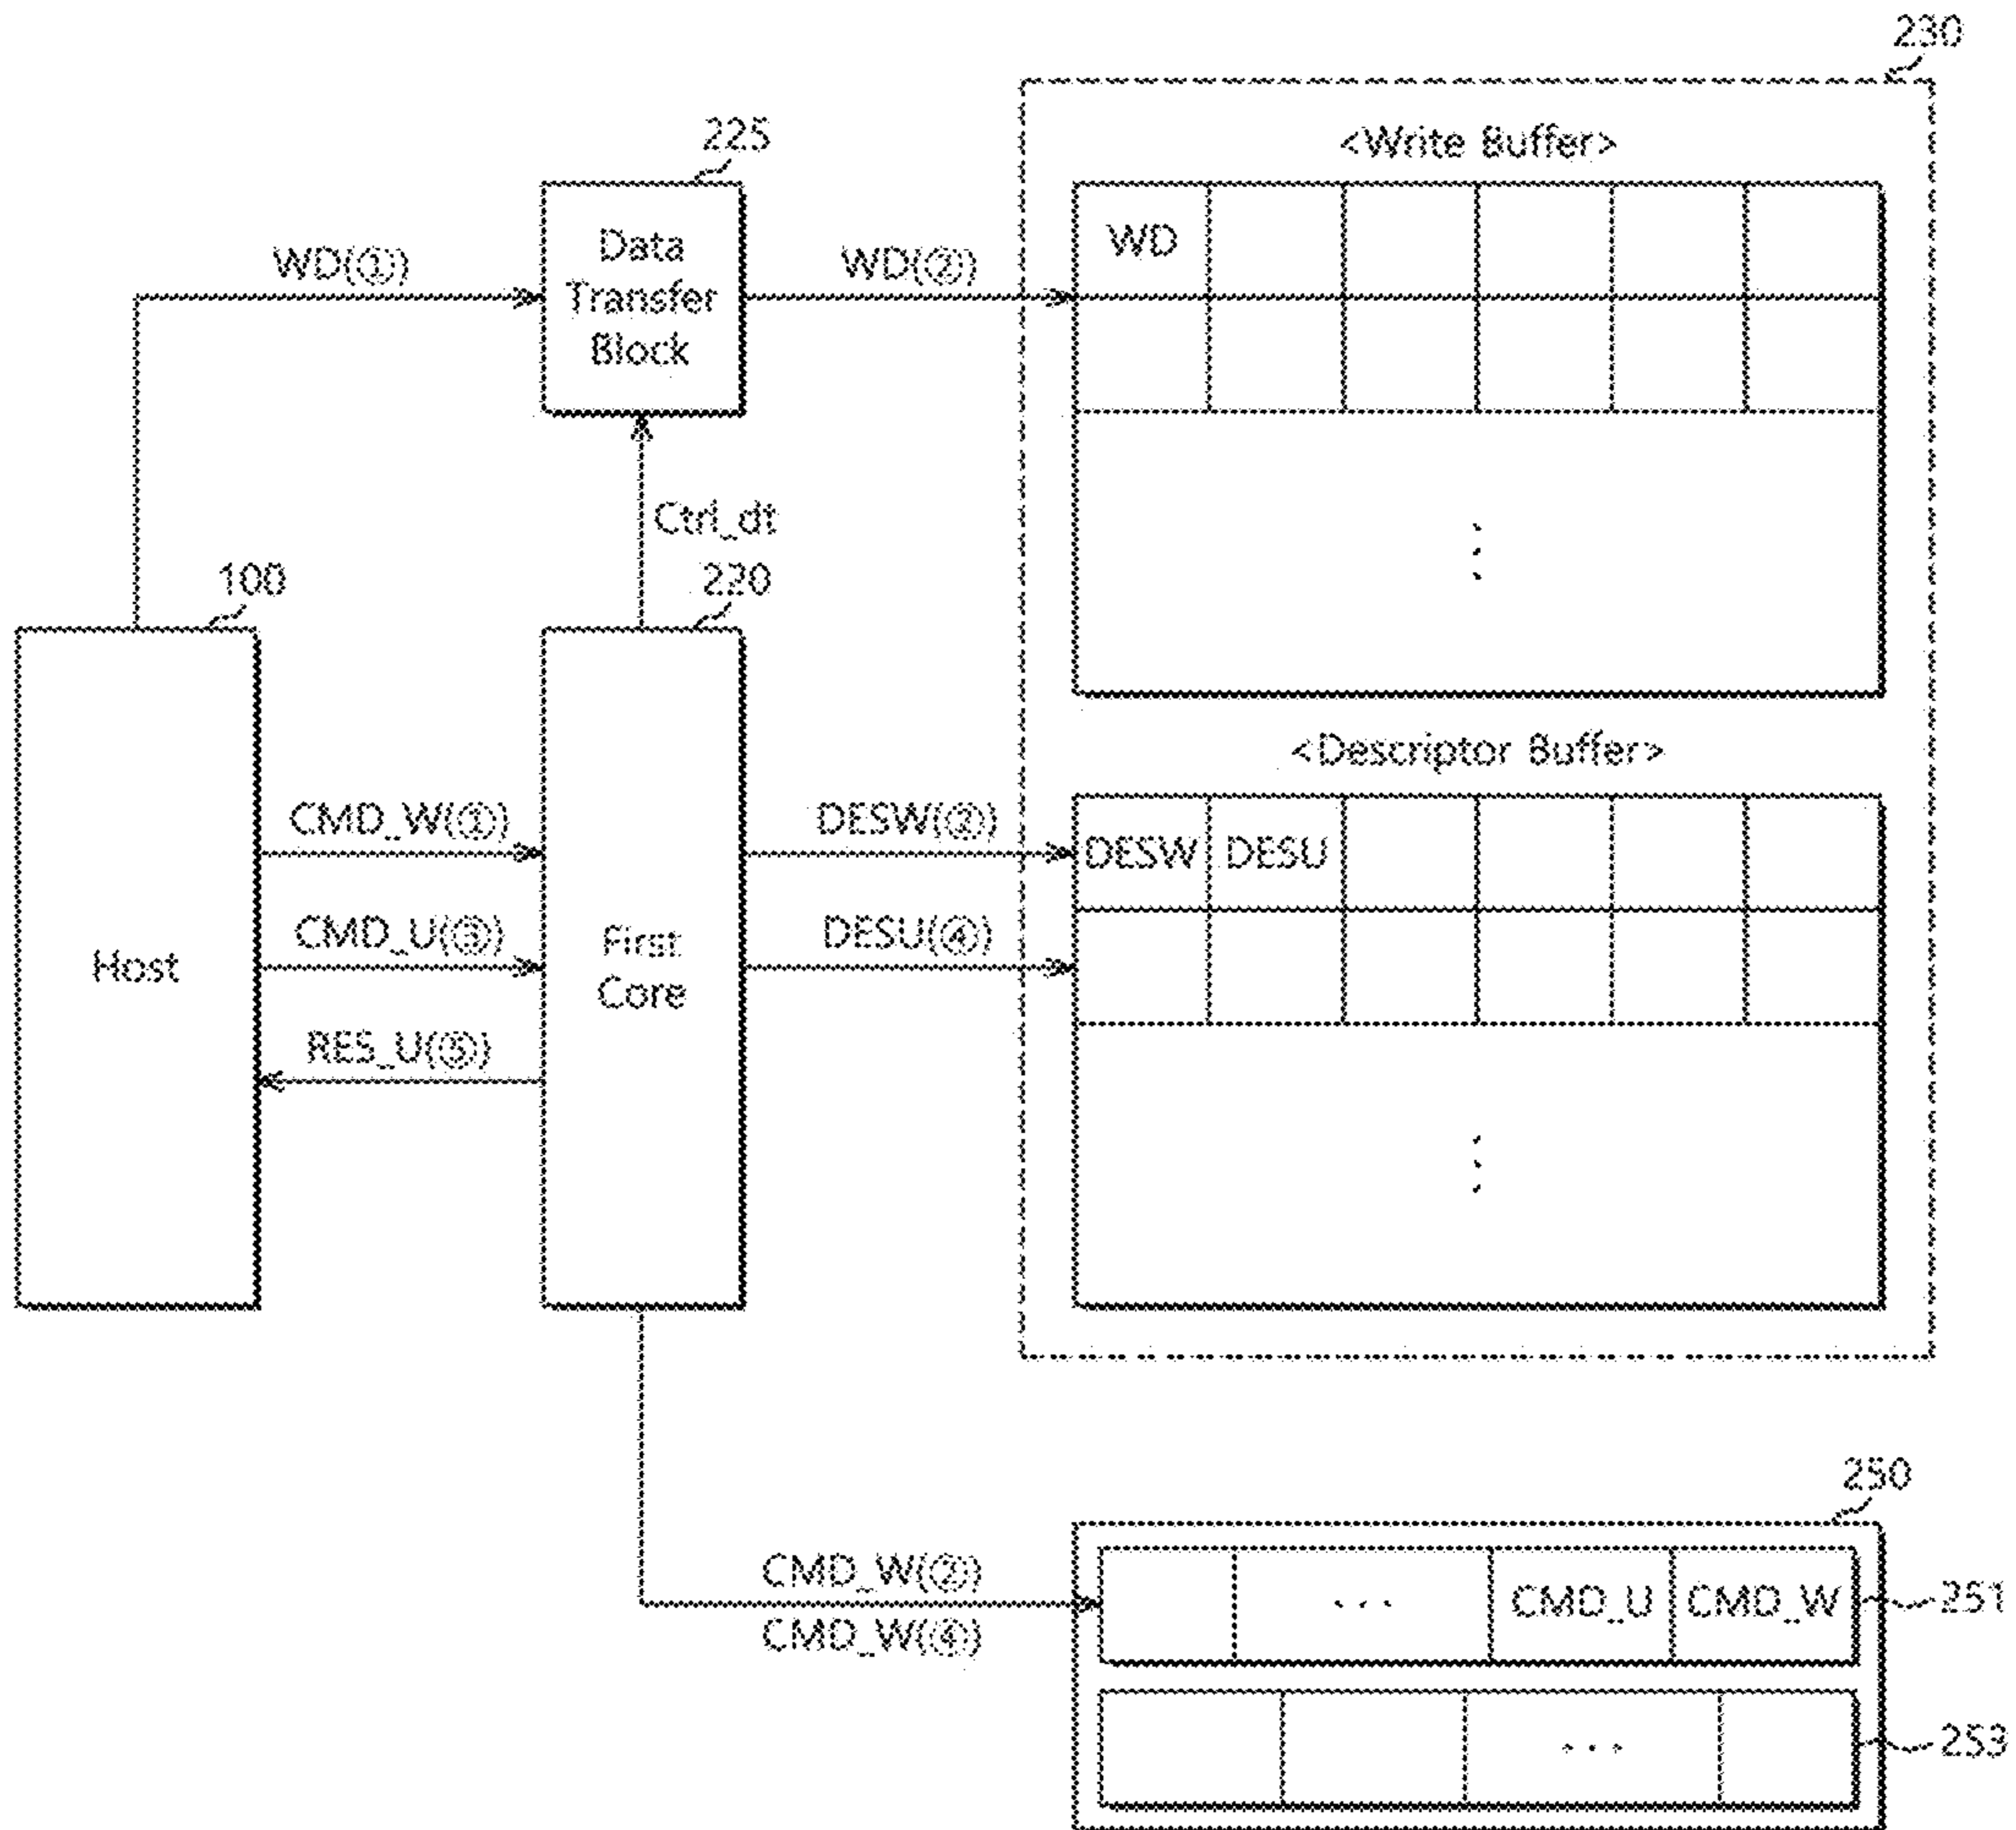 230
225
<Write Buffer>
WD(①)
Data
Transfer
Block
WD(②)
WD
Ctrl_dt
100
220
<Descriptor Buffer>
CMD_W(①)
DESW(②)
DESW
DESU
CMD_U(③)
DESU(④)
Host
First
Core
RES_U(⑤)
250
CMD_W(②)
CMD_W(④)
CMD_U
CMD_W
251
253